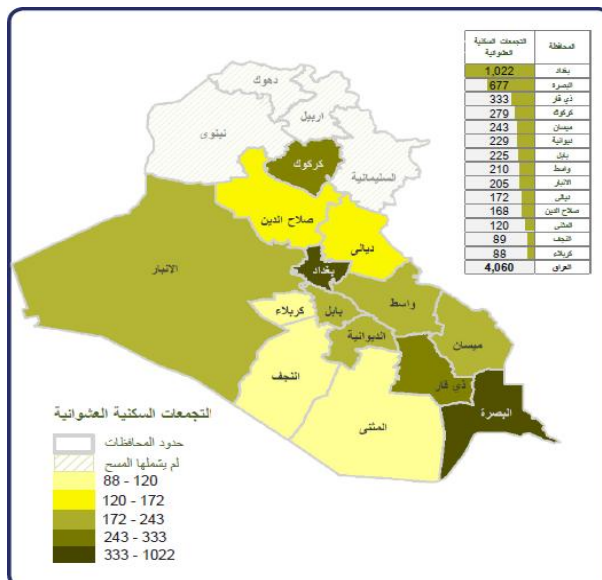 المحافظة التجمعات السكنية العشوائية
بغداد 1,022
البصرة 677
ذي قار 333
كركوك 279
ميسان 243
ديوانية 229
بابل 225
واسط 210
الانبار 205
ديالى 172
صلاح الدين 168
المثنى 120
النجف 89
كربلاء 88
العراق 4,060
دهوك
نينوى
اربيل
كركوك
السليمانية
صلاح الدين
ديالى
الانبار
بغداد
واسط
كربلاء
بابل
الديوانية
ميسان
النجف
ذي قار
المثنى
البصرة
التجمعات السكنية العشوائية
حدود المحافظات
لم يشملها المسح
88 - 120
120 - 172
172 - 243
243 - 333
333 - 1022